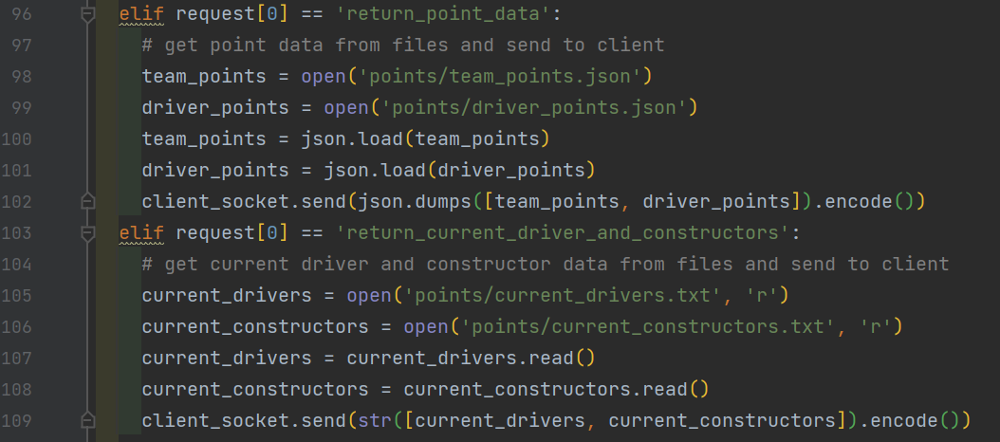 96 elif request[0] == 'return_point_data':
97 # get point data from files and send to client
98 team_points = open('points/team_points.json')
99 driver_points = open('points/driver_points.json')
100 team_points = json.load(team_points)
101 driver_points = json.load(driver_points)
102 client_socket.send(json.dumps([team_points, driver_points]).encode())
103 elif request[0] == 'return_current_driver_and_constructors':
104 # get current driver and constructor data from files and send to client
105 current_drivers = open('points/current_drivers.txt', 'r')
106 current_constructors = open('points/current_constructors.txt', 'r')
107 current_drivers = current_drivers.read()
108 current_constructors = current_constructors.read()
109 client_socket.send(str([current_drivers, current_constructors]).encode())